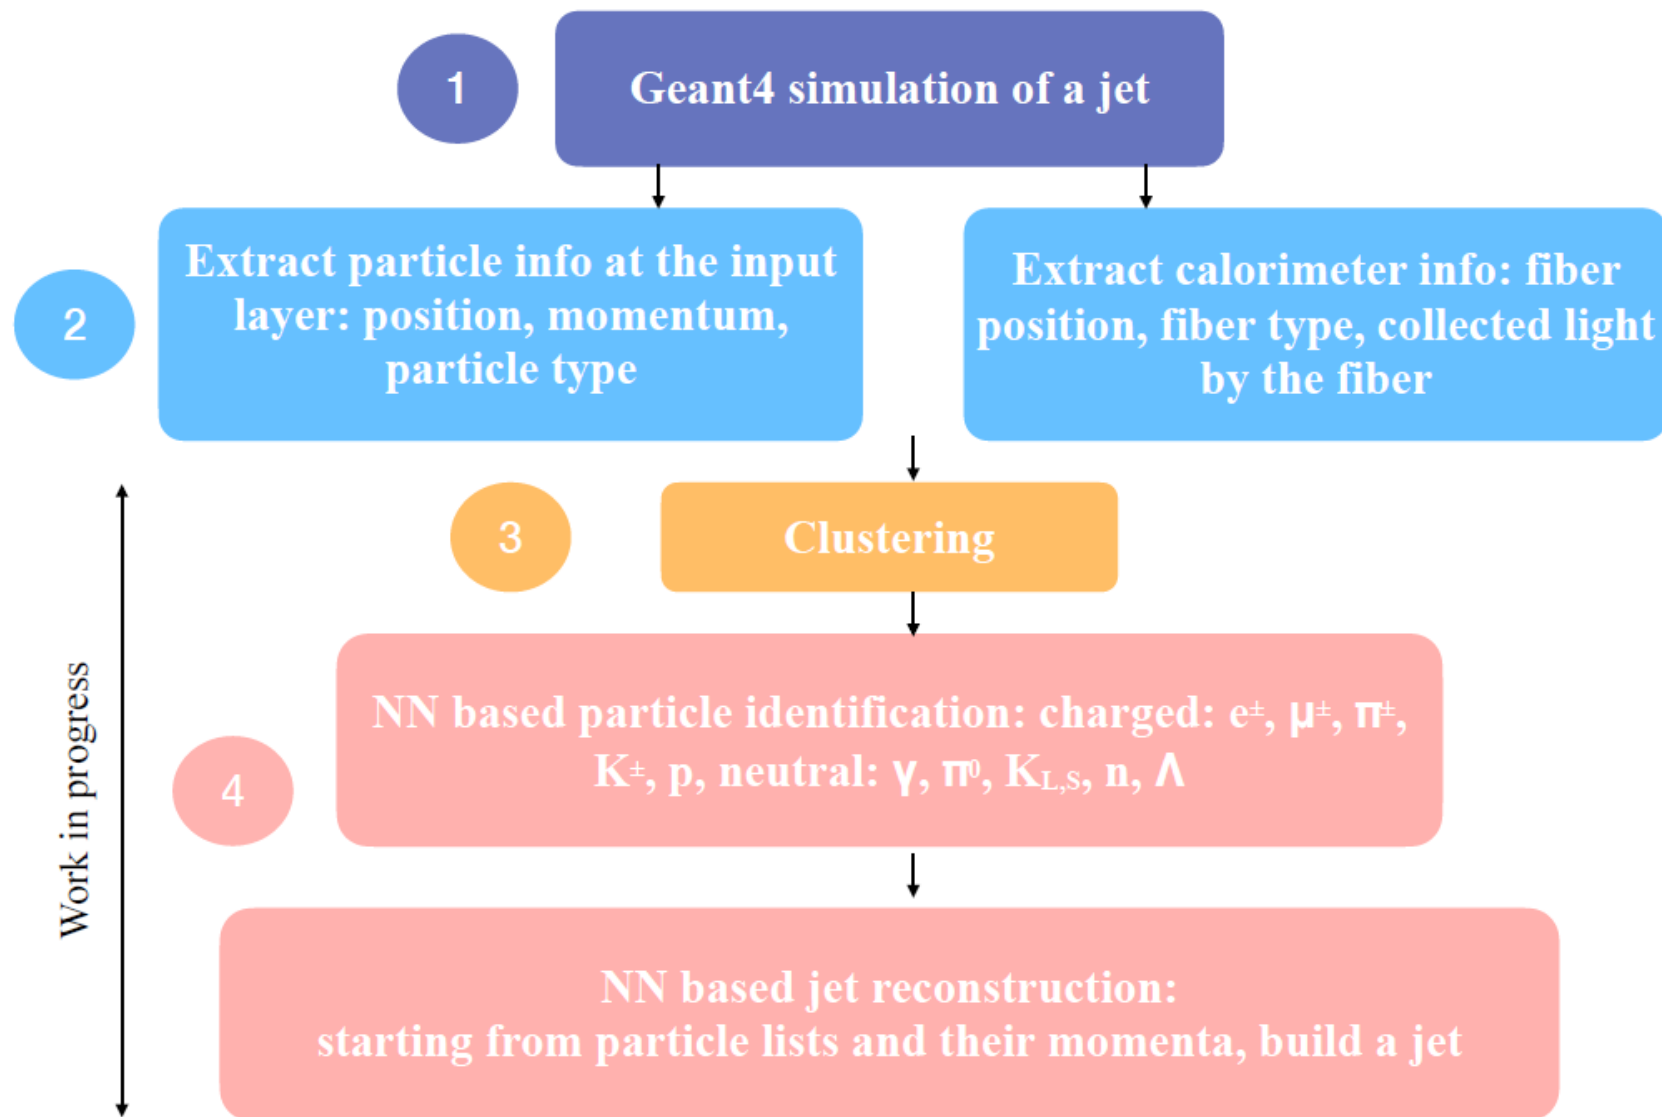 1
Geant4 simulation of a jet
2
Extract particle info at the input
layer: position, momentum,
particle type
Extract calorimeter info: fiber
position, fiber type, collected light
by the fiber
3
Clustering
Work in progress
4
NN based particle identification: charged: e±, μ±, π±,
K±, p, neutral: γ, π⁰, K_L,S, n, Λ
NN based jet reconstruction:
starting from particle lists and their momenta, build a jet